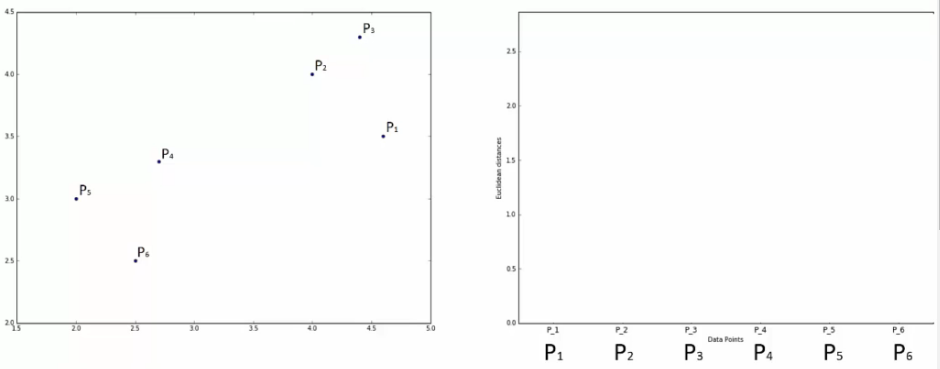 4.5
4.0
3.5
3.0
2.5
2.0
1.5 2.0 2.5 3.0 3.5 4.0 4.5 5.0
P3
P2
P1
P4
P5
P6
2.5
2.0
1.5
1.0
0.5
0.0
Euclidean distances
P_1 P_2 P_3 P_4 P_5 P_6
Data Points
P1 P2 P3 P4 P5 P6